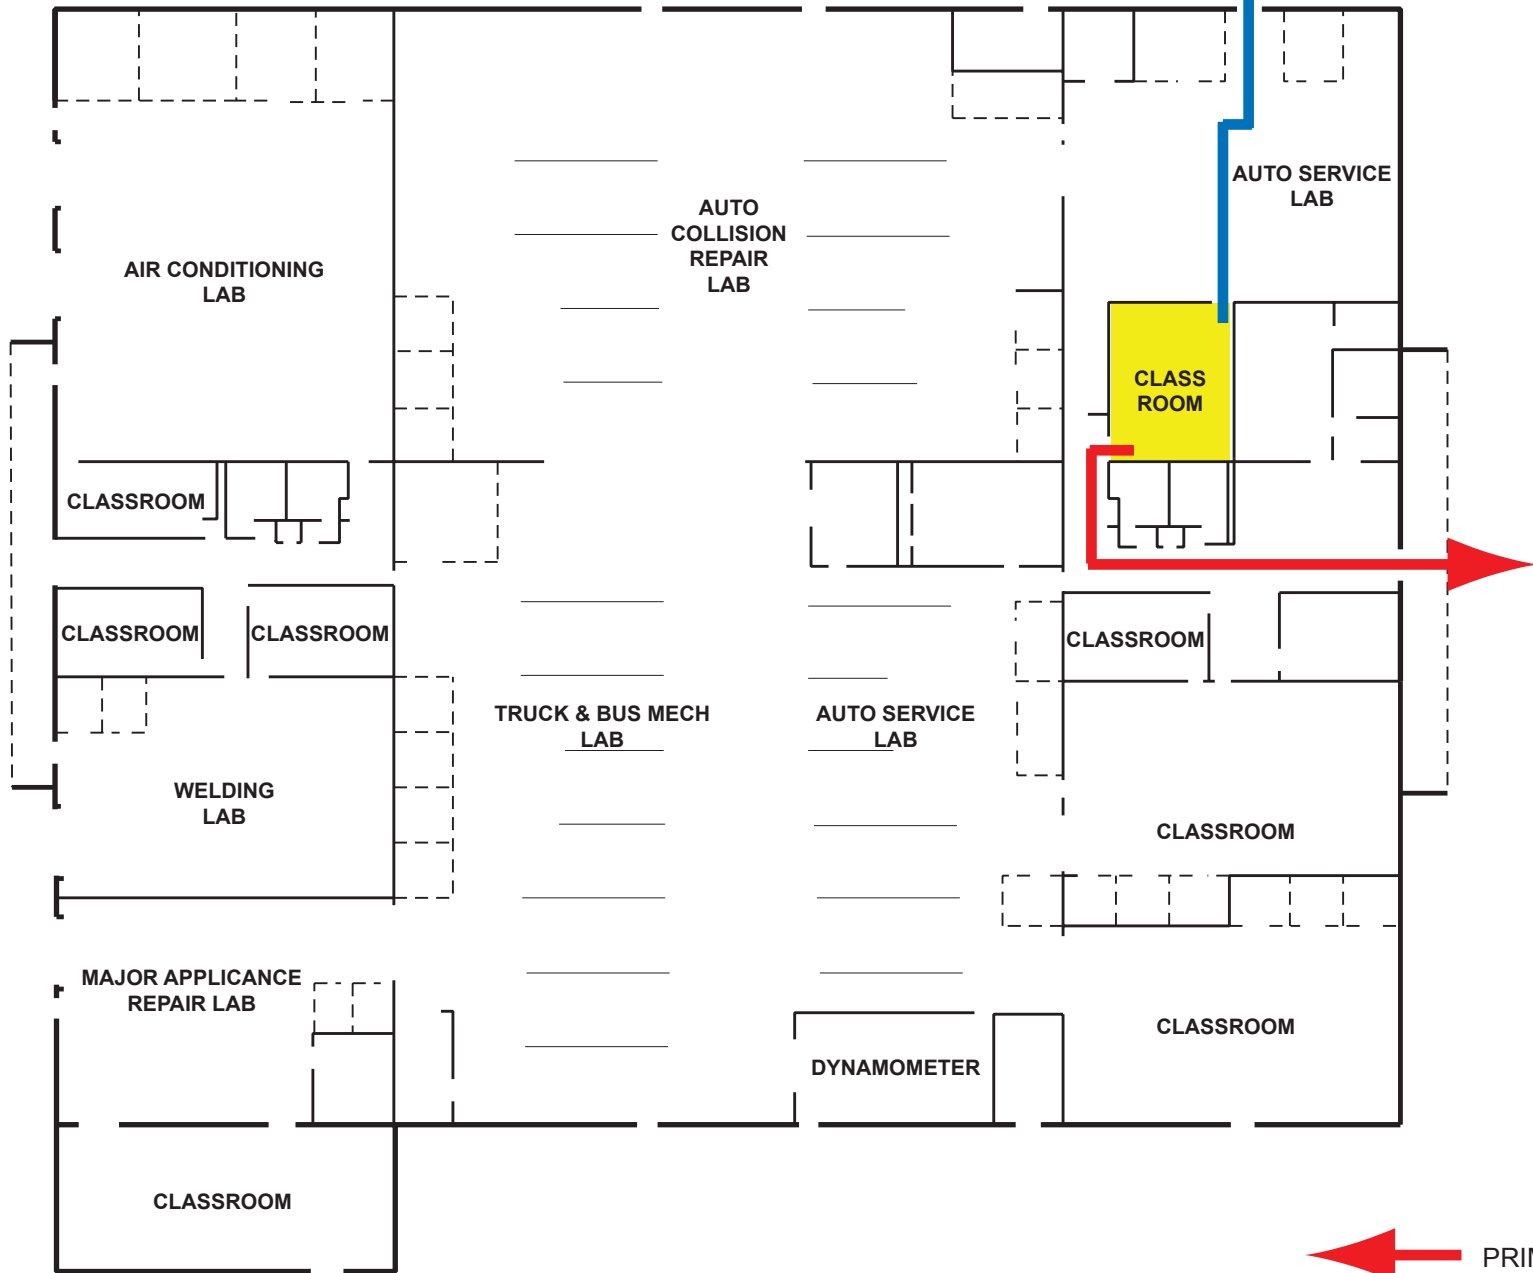 AUTO SERVICE
LAB
AUTO
COLLISION
REPAIR
LAB
AIR CONDITIONING
LAB
CLASS
ROOM
CLASSROOM
CLASSROOM
CLASSROOM
CLASSROOM
TRUCK & BUS MECH
LAB
AUTO SERVICE
LAB
WELDING
LAB
CLASSROOM
MAJOR APPLICANCE
REPAIR LAB
CLASSROOM
DYNAMOMETER
CLASSROOM